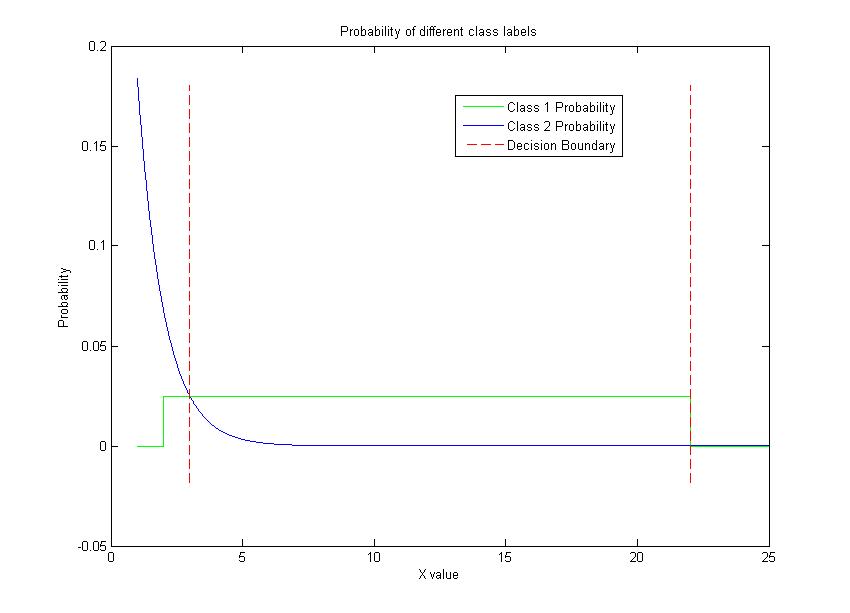 Probability of different class labels
0.2
0.15
0.1
0.05
0
-0.05
Probability
Class 1 Probability
Class 2 Probability
Decision Boundary
0 5 10 15 20 25
X value